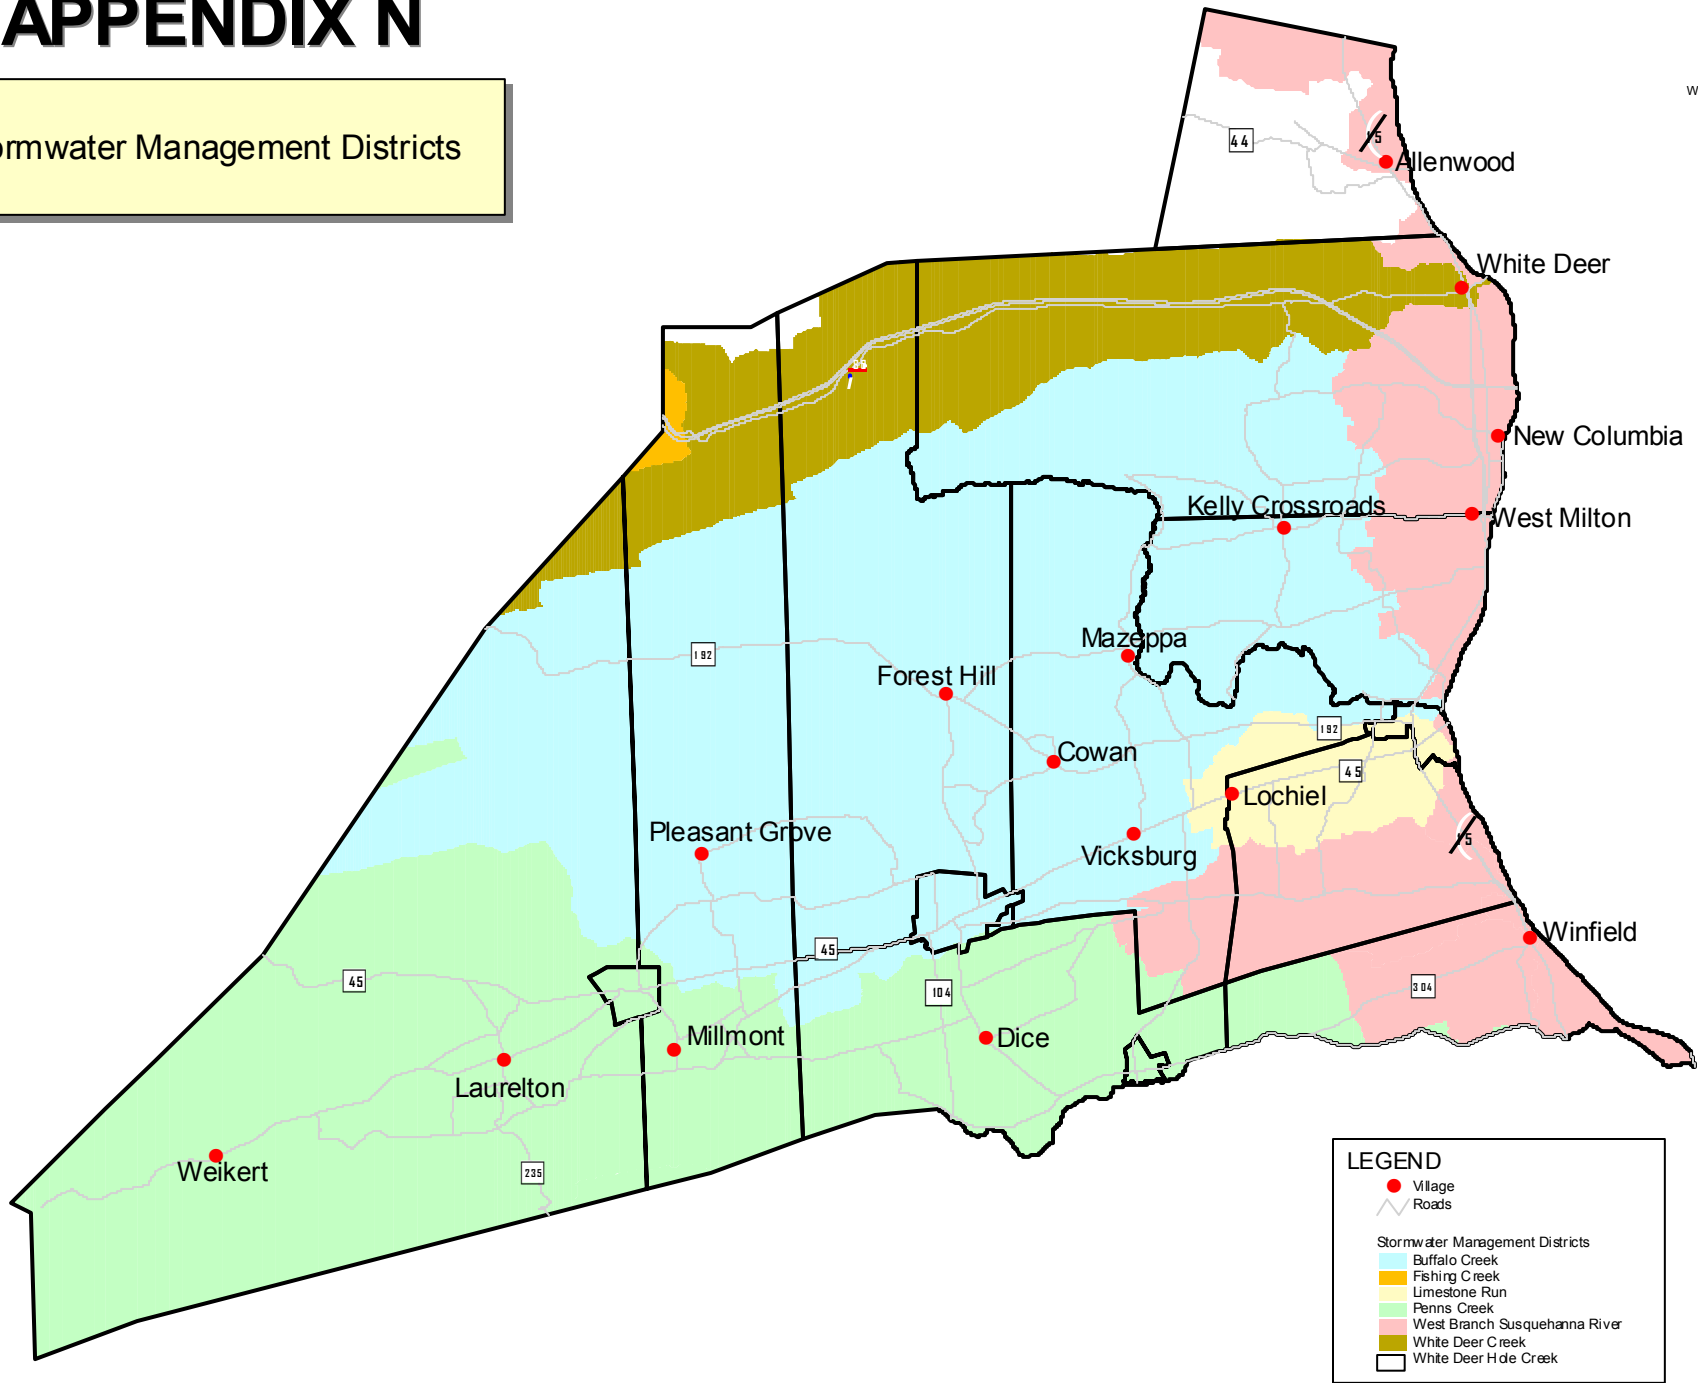 APPENDIX N
ormwater Management Districts
W
44
15
Allenwood
White Deer
New Columbia
Kelly Crossroads
West Milton
192
Mazeppa
Forest Hill
192
Cowan
45
Lochiel
Pleasant Grove
Vicksburg
15
Winfield
45
45
104
304
Millmont
Dice
Laurelton
Weikert
235
LEGEND
Village
Roads
Stormwater Management Districts
Buffalo Creek
Fishing Creek
Limestone Run
Penns Creek
West Branch Susquehanna River
White Deer Creek
White Deer Hole Creek